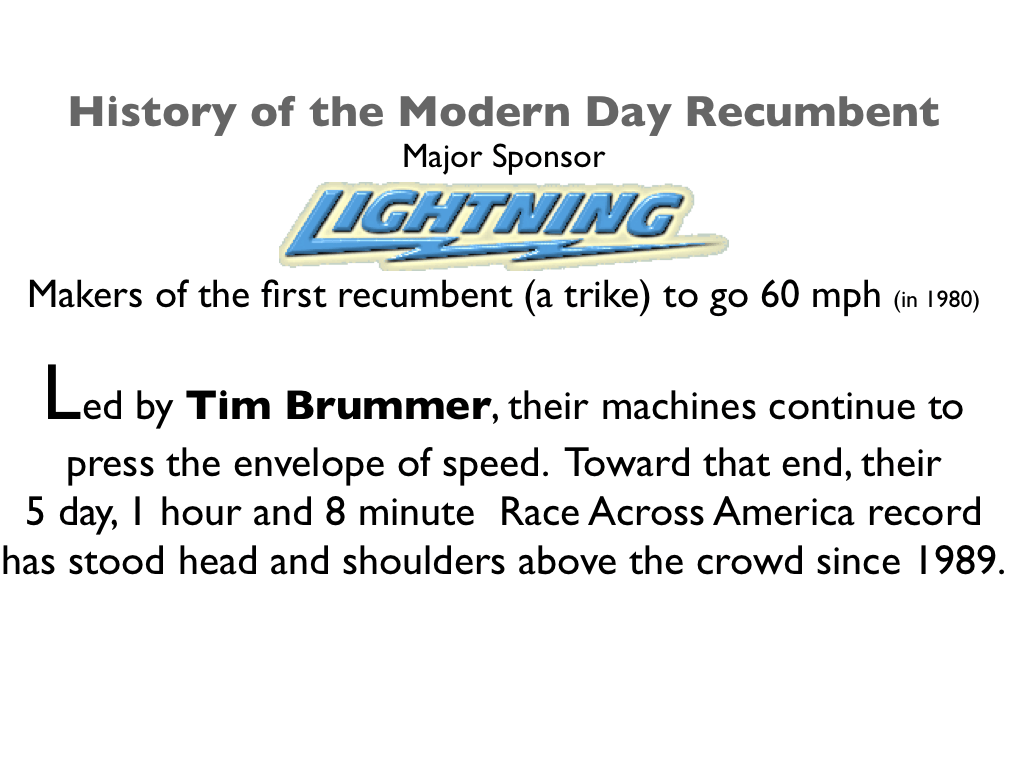 History of the Modern Day Recumbent
Major Sponsor
LIGHTNING
Makers of the first recumbent (a trike) to go 60 mph (in 1980)
Led by Tim Brummer, their machines continue to
press the envelope of speed.  Toward that end, their
5 day, 1 hour and 8 minute  Race Across America record
has stood head and shoulders above the crowd since 1989.